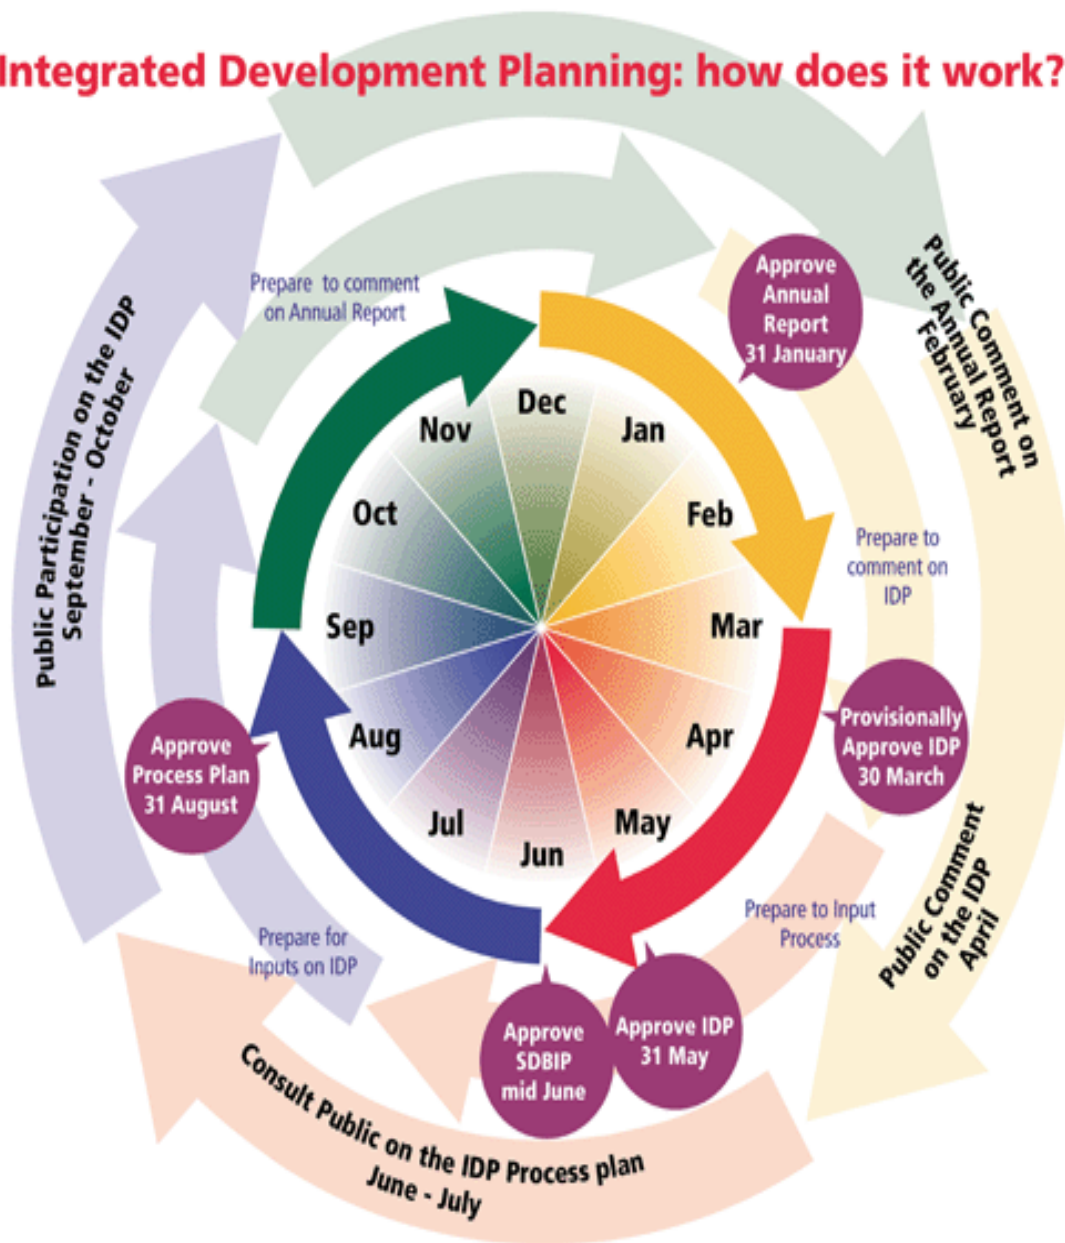 Integrated Development Planning: how does it work?
Prepare to comment
on Annual Report
Approve
Annual
Report
31 January
Public Comment on
the Annual Report
February
Prepare to
comment on
IDP
Provisionally
Approve IDP
30 March
Public Comment
on the IDP
April
Prepare to Input
Process
Approve IDP
31 May
Approve
SDBIP
mid June
Consult Public on the IDP Process plan
June - July
Prepare for
Inputs on IDP
Approve
Process Plan
31 August
Public Participation on the IDP
September - October
Dec
Jan
Feb
Mar
Apr
May
Jun
Jul
Aug
Sep
Oct
Nov